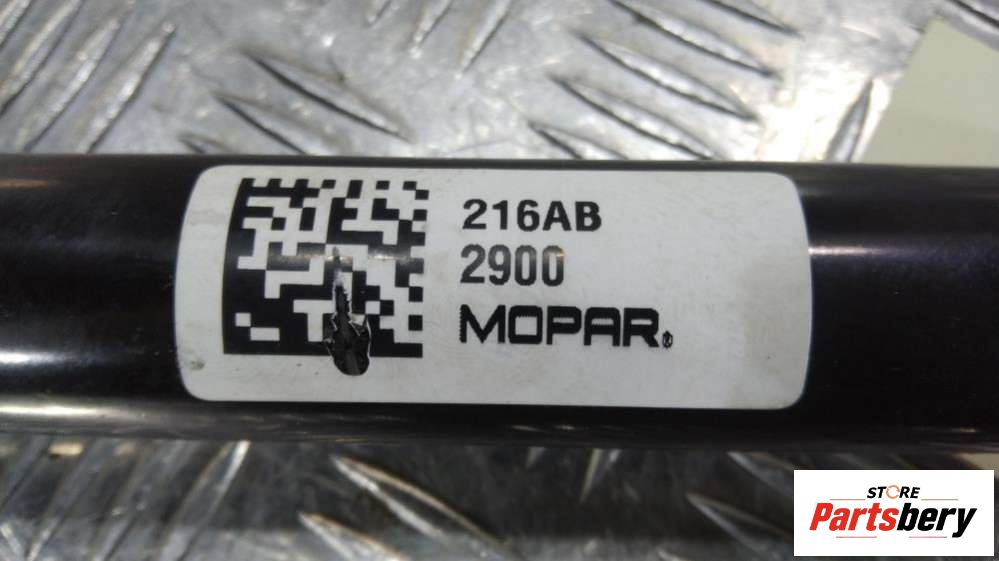 216AB
2900
MOPAR.
STORE
Partsbery